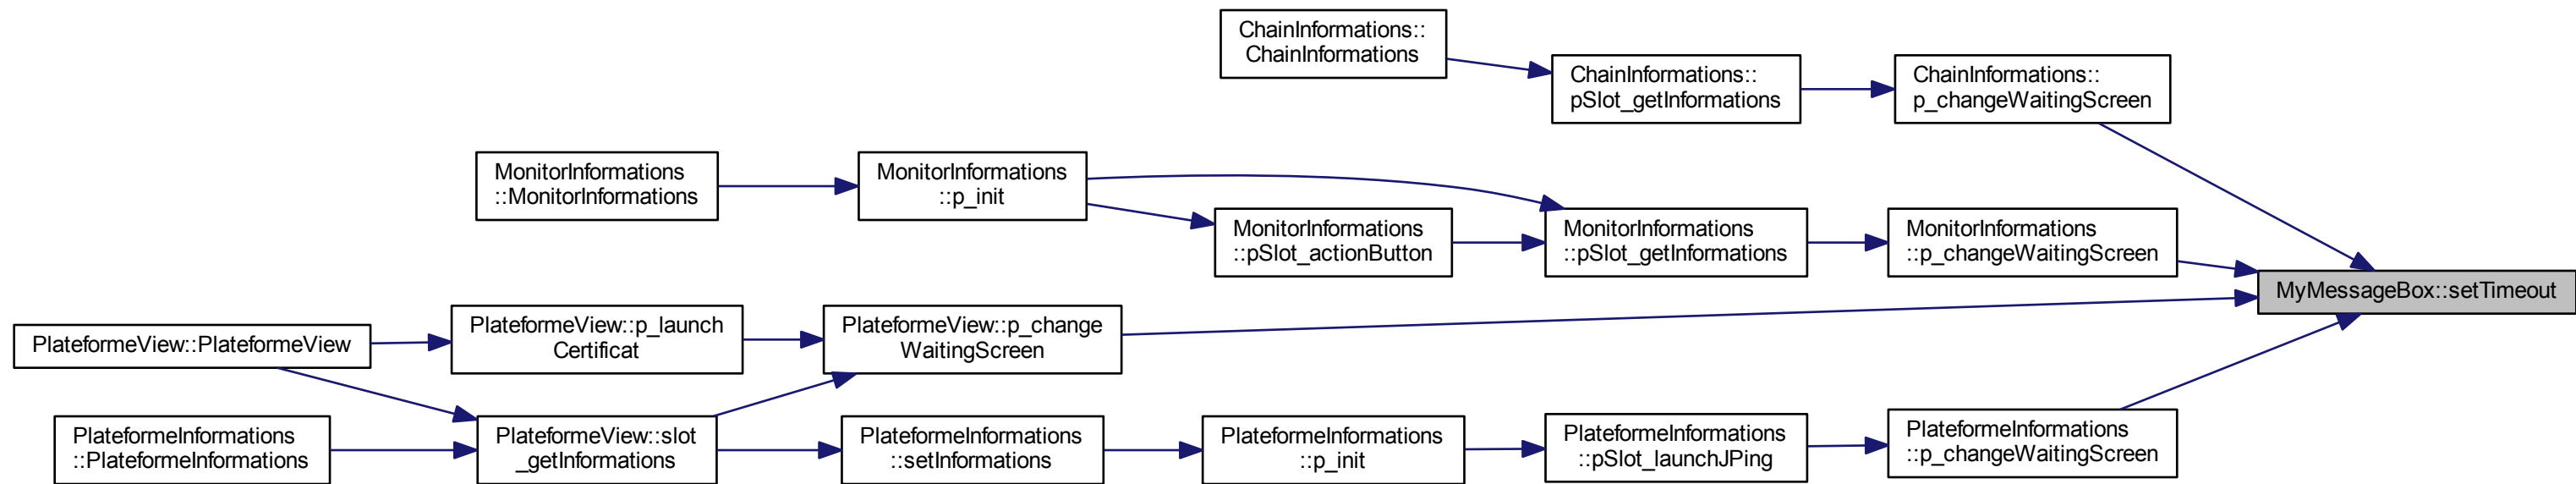 ChainInformations::
ChainInformations
ChainInformations::
pSlot_getInformations
ChainInformations::
p_changeWaitingScreen
MonitorInformations
::MonitorInformations
MonitorInformations
::p_init
MonitorInformations
::pSlot_actionButton
MonitorInformations
::pSlot_getInformations
MonitorInformations
::p_changeWaitingScreen
MyMessageBox::setTimeout
PlateformeView::PlateformeView
PlateformeView::p_launch
Certificat
PlateformeView::p_change
WaitingScreen
PlateformeInformations
::PlateformeInformations
PlateformeView::slot
_getInformations
PlateformeInformations
::setInformations
PlateformeInformations
::p_init
PlateformeInformations
::pSlot_launchJPing
PlateformeInformations
::p_changeWaitingScreen